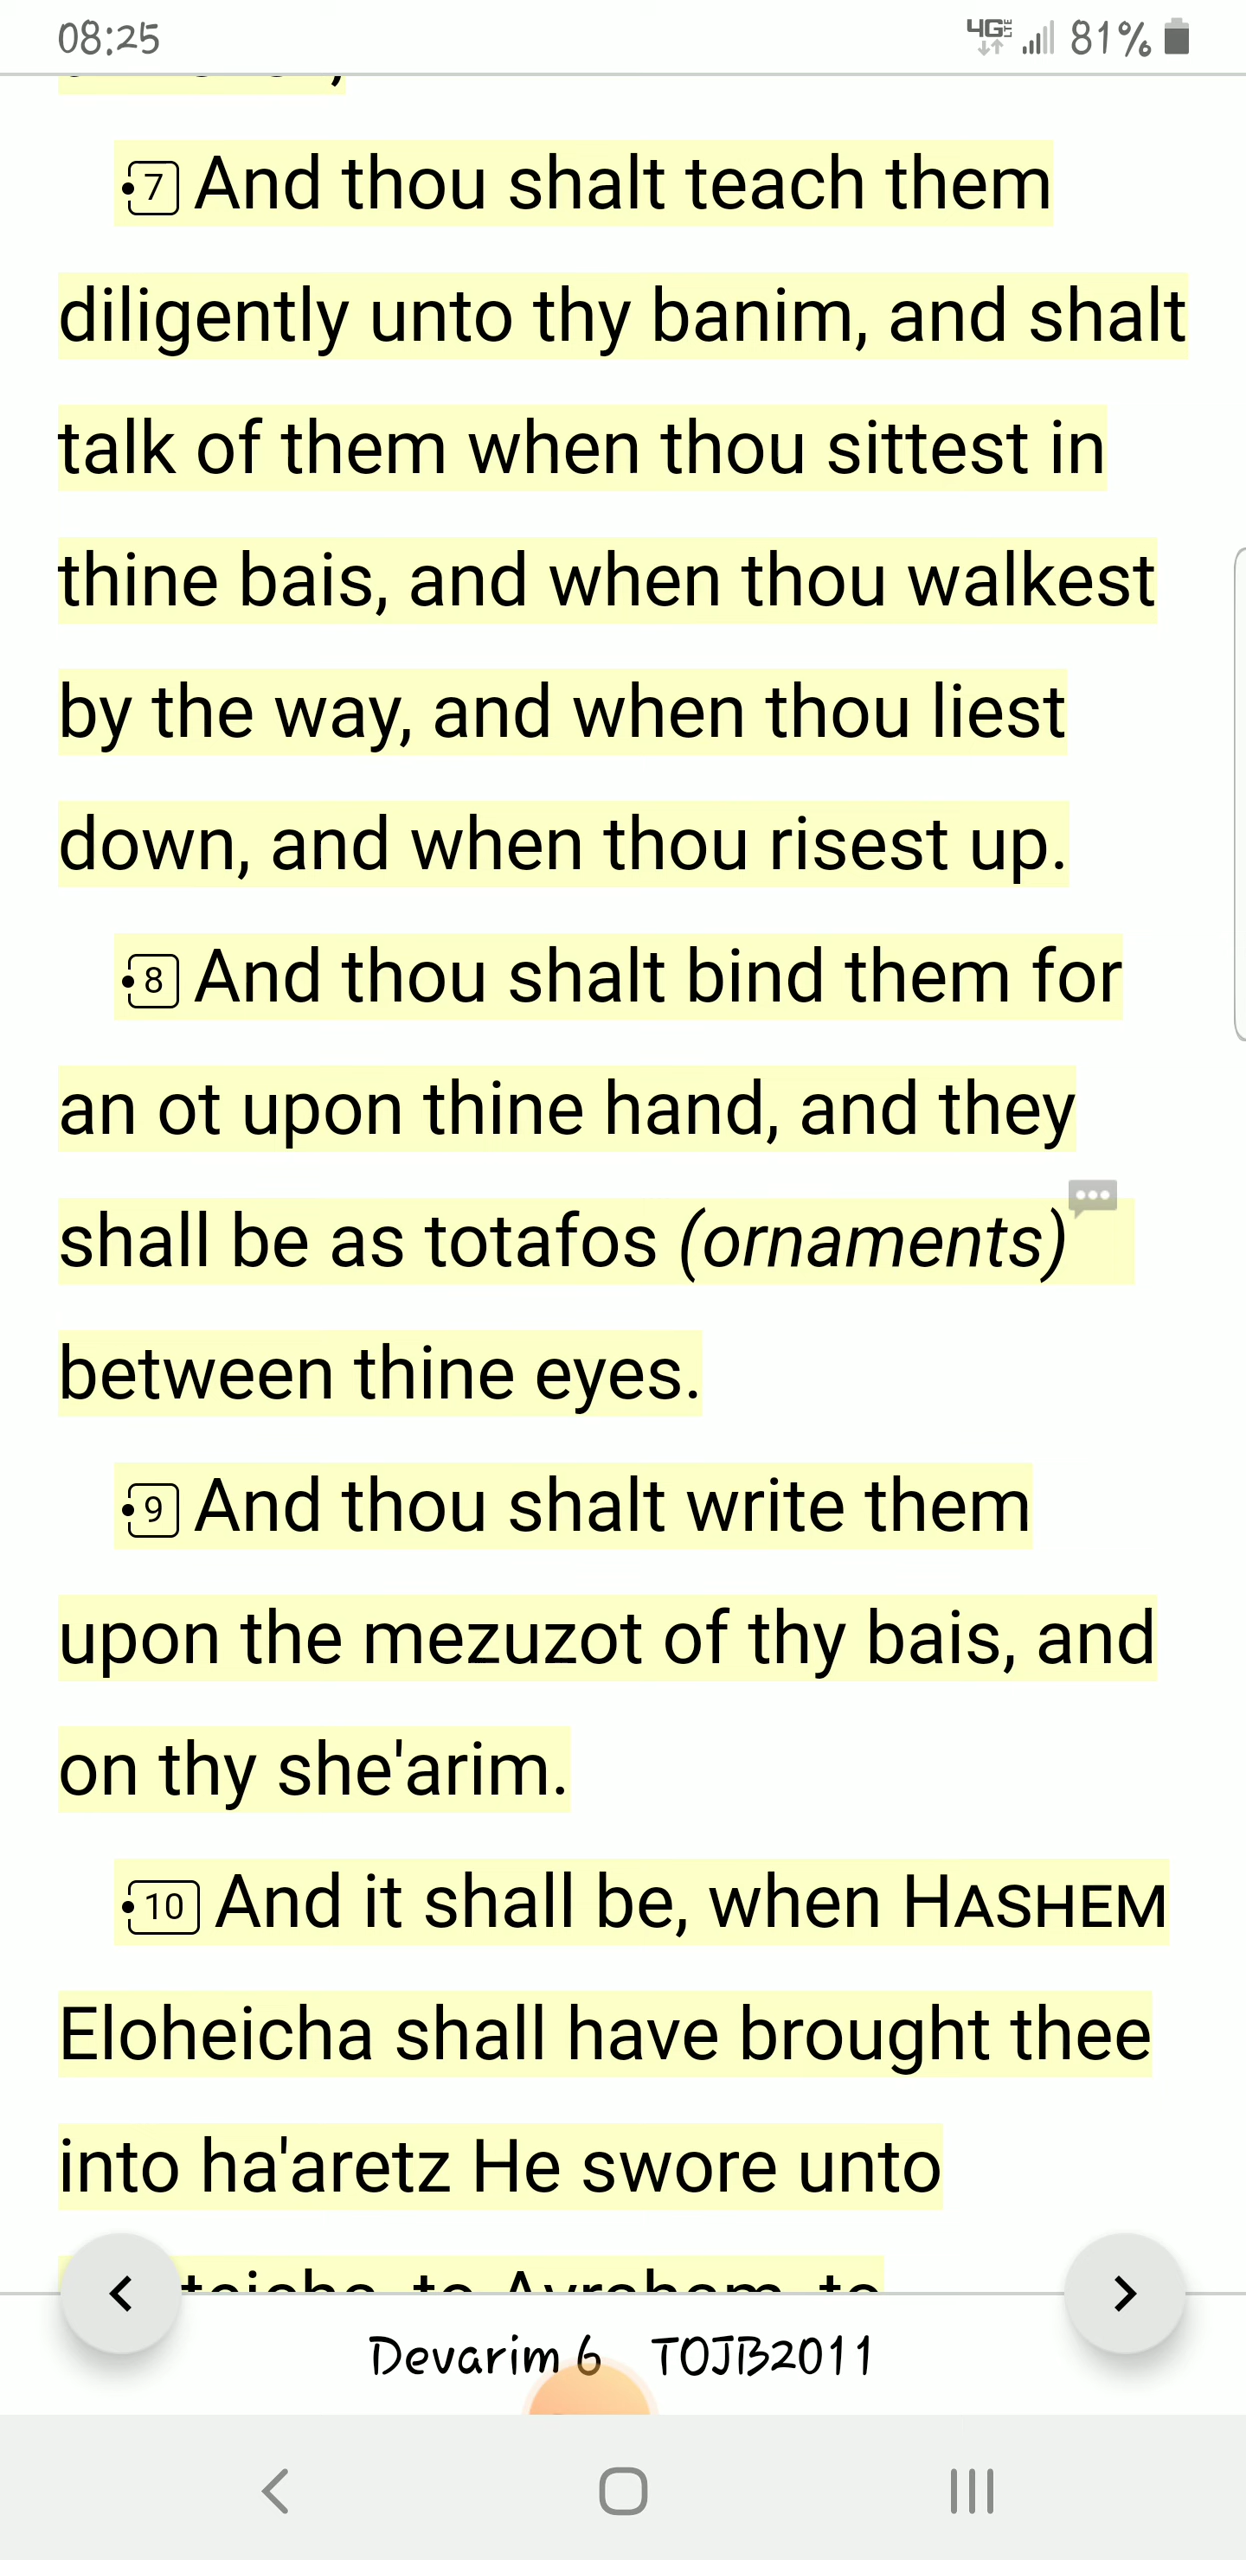 08:25 4G LTE 81%
7 And thou shalt teach them
diligently unto thy banim, and shalt
talk of them when thou sittest in
thine bais, and when thou walkest
by the way, and when thou liest
down, and when thou risest up.
8 And thou shalt bind them for
an ot upon thine hand, and they
shall be as totafos (ornaments)
between thine eyes.
9 And thou shalt write them
upon the mezuzot of thy bais, and
on thy she'arim.
10 And it shall be, when HASHEM
Eloheicha shall have brought thee
into ha'aretz He swore unto
to Avraham, to
Devarim 6 TOJB2011